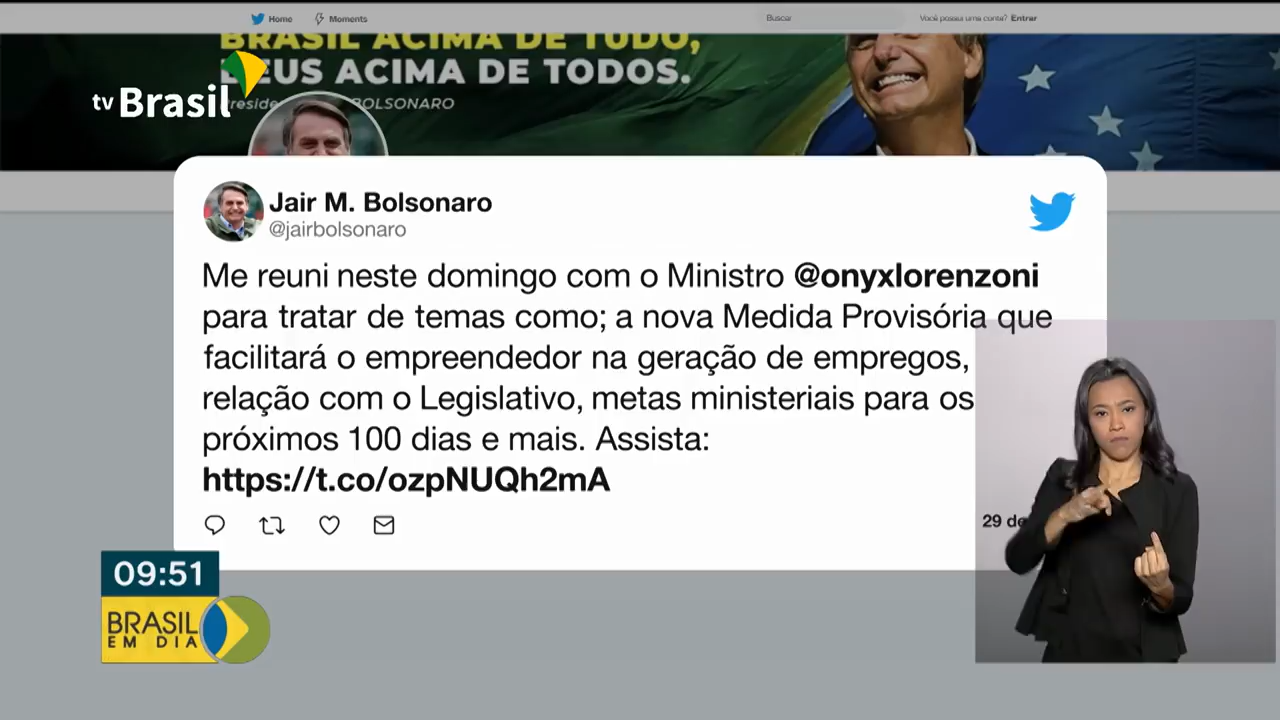 Home Moments Buscar Você possui uma conta? Entrar
BRASIL ACIMA DE TUDO,
DEUS ACIMA DE TODOS.
BOLSONARO
tv Brasil
Jair M. Bolsonaro
@jairbolsonaro
Me reuni neste domingo com o Ministro @onyxlorenzoni
para tratar de temas como; a nova Medida Provisória que
facilitará o empreendedor na geração de empregos,
relação com o Legislativo, metas ministeriais para os
próximos 100 dias e mais. Assista:
https://t.co/ozpNUQh2mA
29 de
09:51
BRASIL
EM DIA